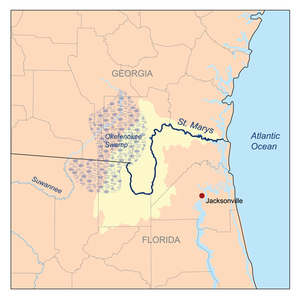 GEORGIA
St. Marys
Okefenokee
Swamp
Atlantic
Ocean
Suwannee
Jacksonville
FLORIDA